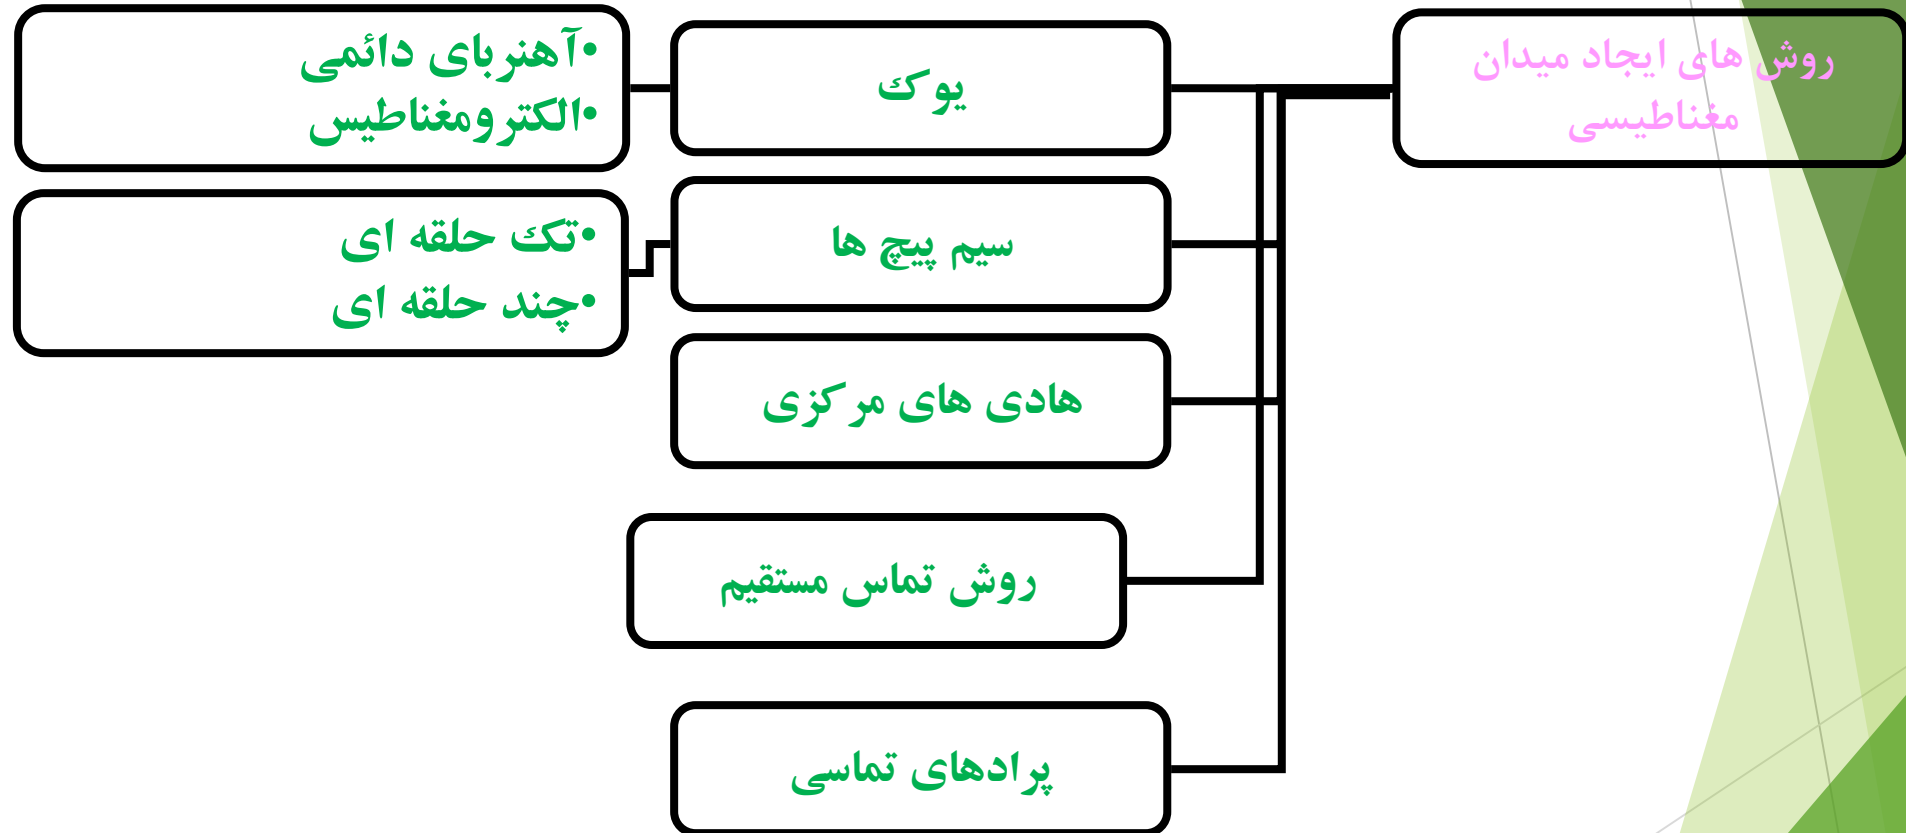 روش های ایجاد میدان
مغناطیسی
یوک
•آهنربای دائمی
•الکترومغناطیس
سیم پیچ ها
•تک حلقه ای
•چند حلقه ای
هادی های مرکزی
روش تماس مستقیم
پرادهای تماسی